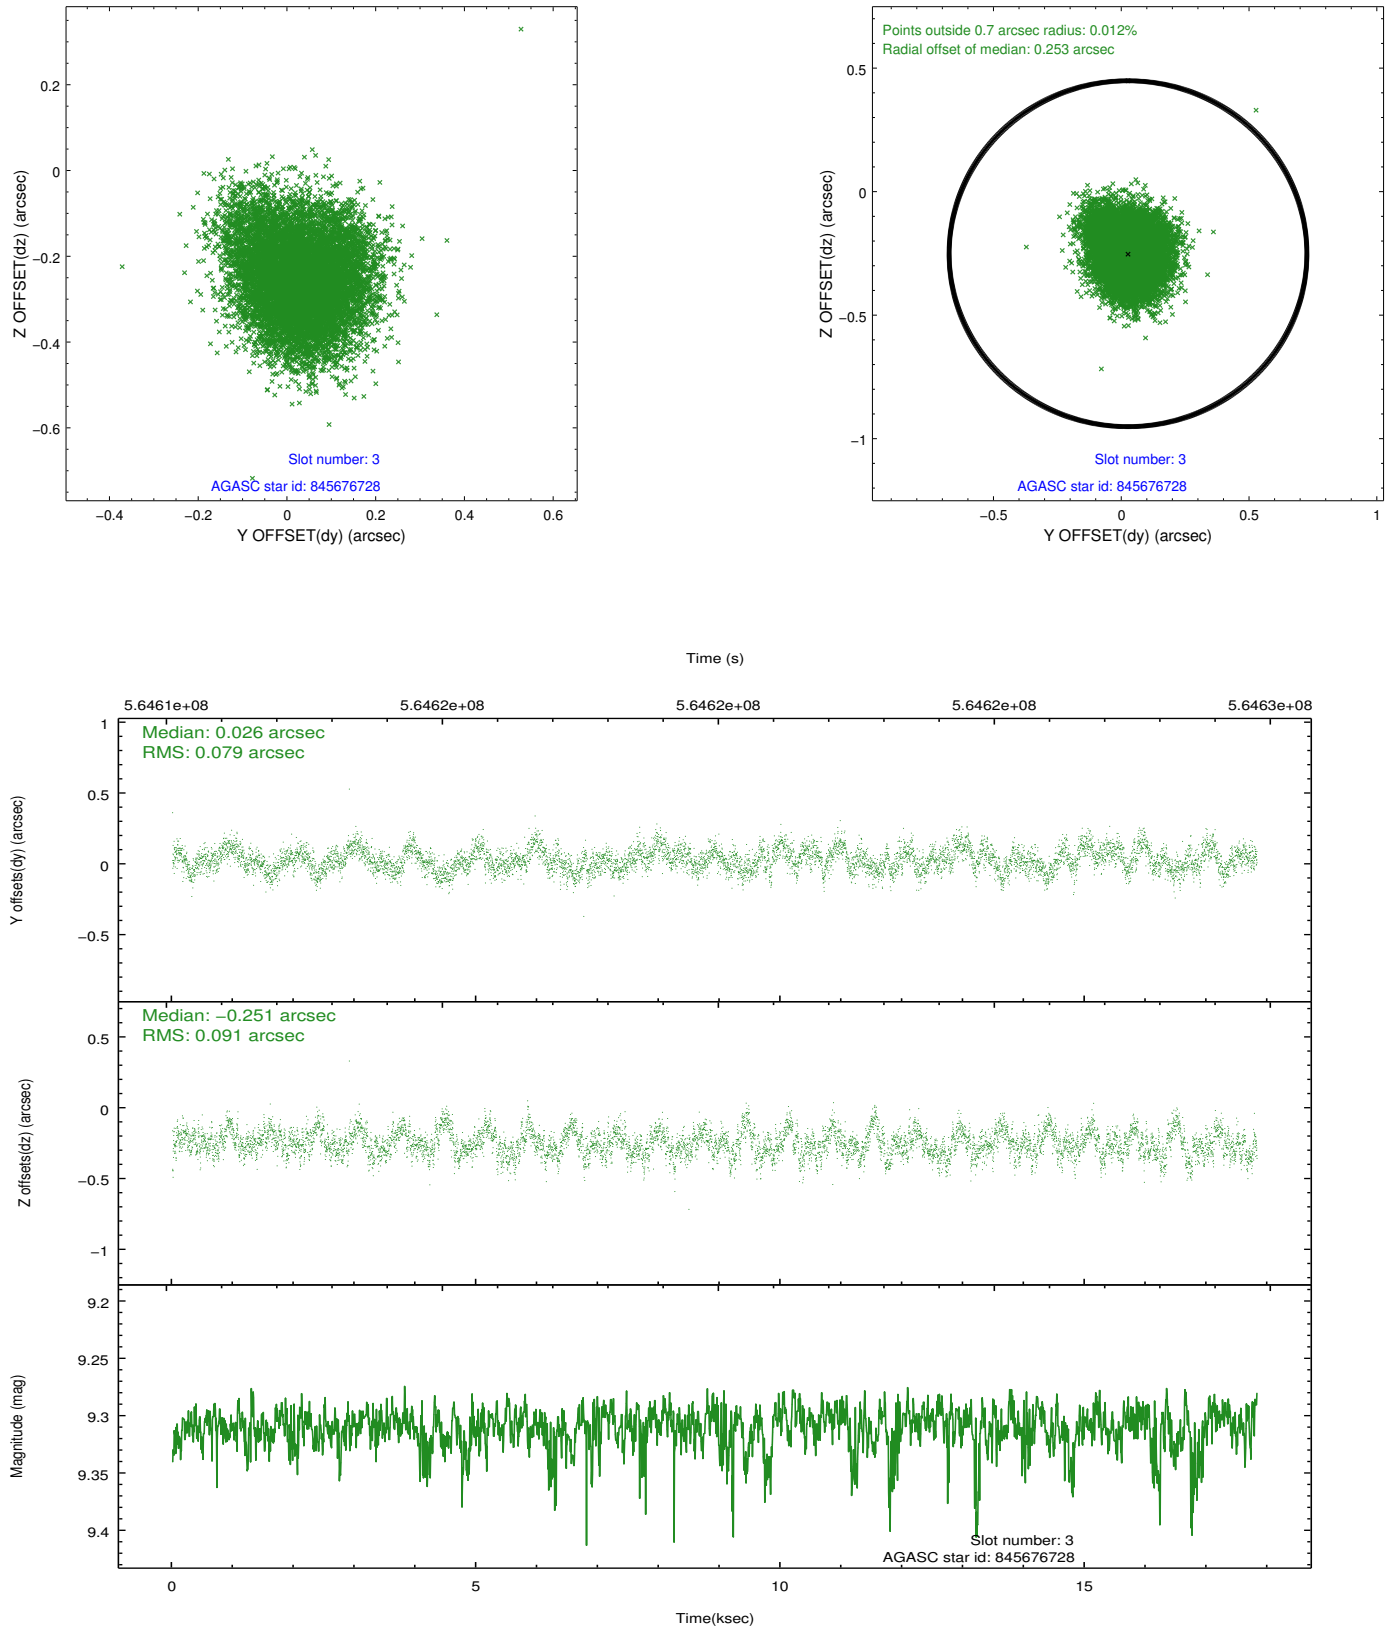 0.2
0
−0.2
−0.4
−0.6
Z OFFSET(dz) (arcsec)
Slot number: 3
AGASC star id: 845676728
−0.4
−0.2
0
0.2
0.4
0.6
Y OFFSET(dy) (arcsec)
Points outside 0.7 arcsec radius: 0.012%
Radial offset of median: 0.253 arcsec
0.5
0
−0.5
−1
Z OFFSET(dz) (arcsec)
Slot number: 3
AGASC star id: 845676728
−0.5
0
0.5
1
Y OFFSET(dy) (arcsec)
Time (s)
5.6461e+08
5.6462e+08
5.6462e+08
5.6462e+08
5.6463e+08
Median: 0.026 arcsec
RMS: 0.079 arcsec
1
0.5
0
−0.5
Y offsets(dy) (arcsec)
Median: −0.251 arcsec
RMS: 0.091 arcsec
0.5
0
−0.5
−1
Z offsets(dz) (arcsec)
9.2
9.25
9.3
9.35
9.4
Magnitude (mag)
Slot number: 3
AGASC star id: 845676728
0
5
10
15
Time(ksec)